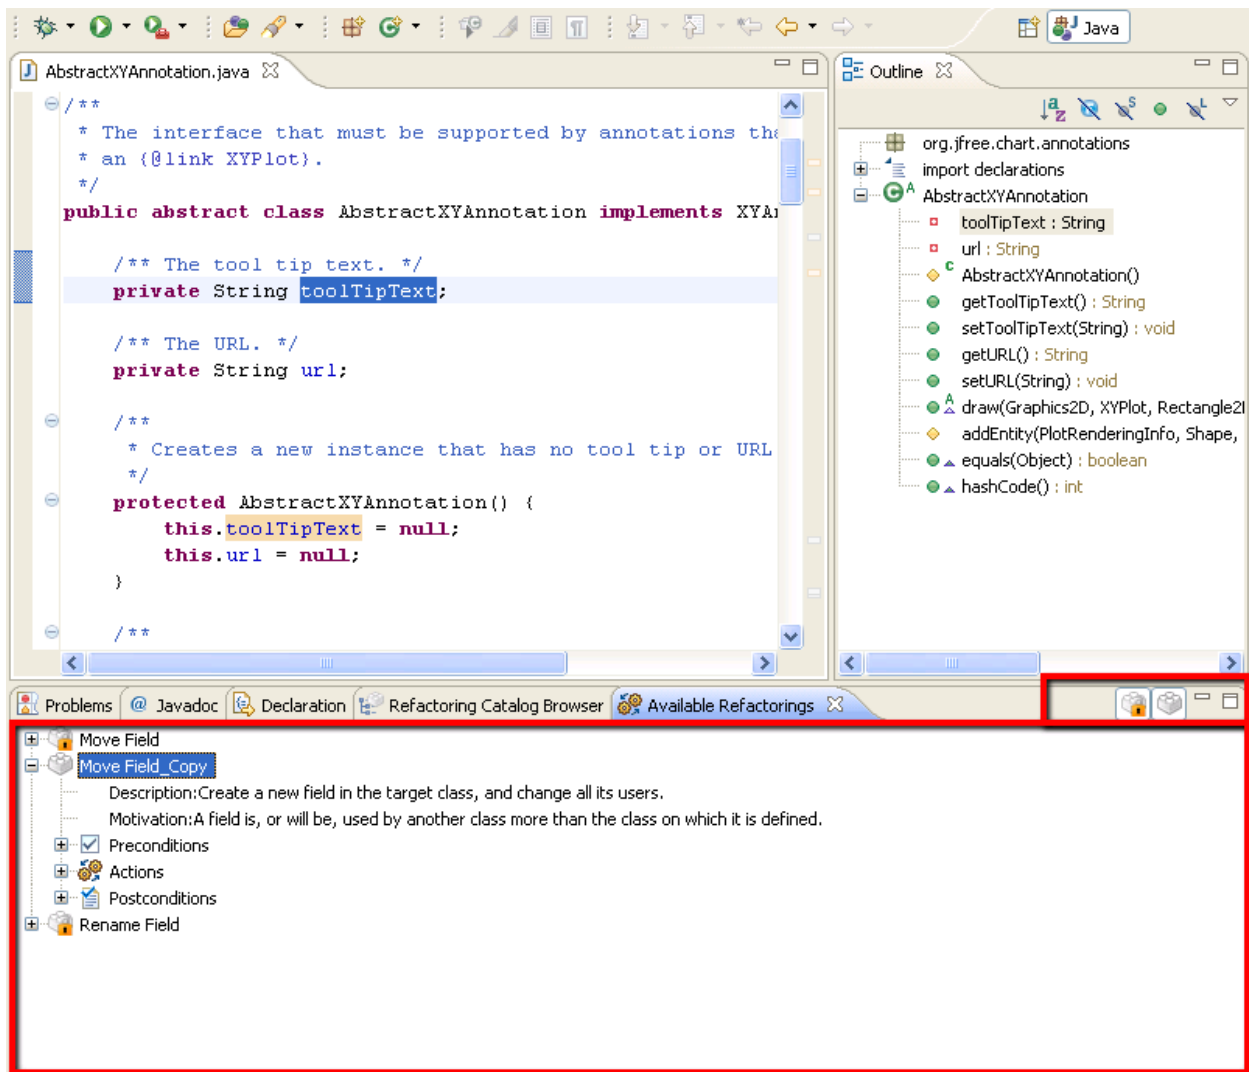 Java
AbstractXYAnnotation.java
/**
* The interface that must be supported by annotations tha
* an {@link XYPlot}.
*/
public abstract class AbstractXYAnnotation implements XYAn
/** The tool tip text. */
private String toolTipText;
/** The URL. */
private String url;
/**
* Creates a new instance that has no tool tip or URL
*/
protected AbstractXYAnnotation() {
this.toolTipText = null;
this.url = null;
}
/**
Outline
org.jfree.chart.annotations
import declarations
AbstractXYAnnotation
toolTipText : String
url : String
AbstractXYAnnotation()
getToolTipText() : String
setToolTipText(String) : void
getURL() : String
setURL(String) : void
draw(Graphics2D, XYPlot, Rectangle2
addEntity(PlotRenderingInfo, Shape,
equals(Object) : boolean
hashCode() : int
Problems @ Javadoc Declaration Refactoring Catalog Browser Available Refactorings
Move Field
Move Field_Copy
Description:Create a new field in the target class, and change all its users.
Motivation:A field is, or will be, used by another class more than the class on which it is defined.
Preconditions
Actions
Postconditions
Rename Field